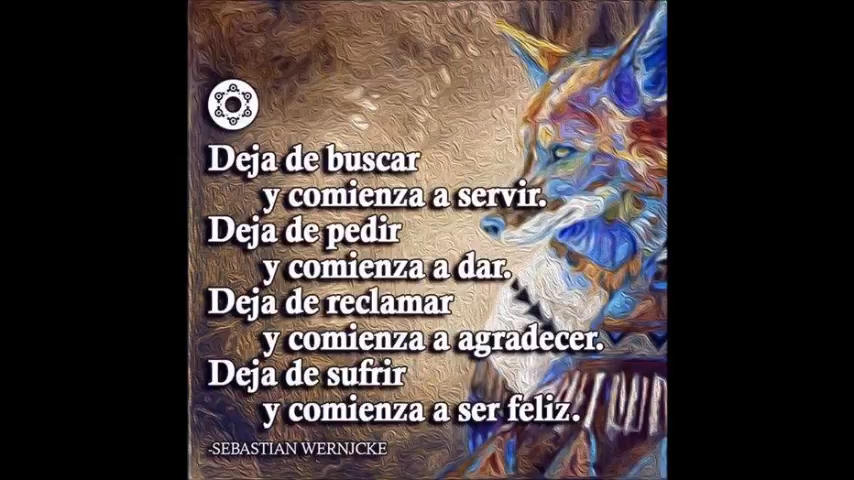 Deja de buscar
y comienza a servir.
Deja de pedir
y comienza a dar.
Deja de reclamar
y comienza a agradecer.
Deja de sufrir
y comienza a ser feliz.
-SEBASTIAN WERNJCKE